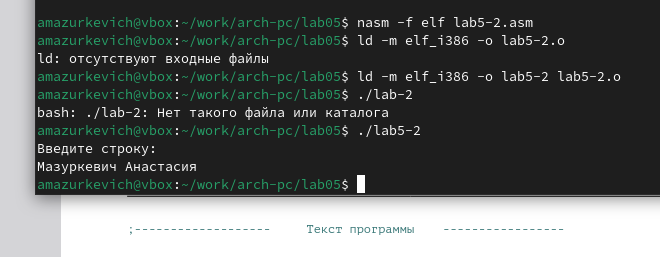 amazurkevich@vbox:~/work/arch-pc/lab05$ nasm -f elf lab5-2.asm
amazurkevich@vbox:~/work/arch-pc/lab05$ ld -m elf_i386 -o lab5-2.o
ld: отсутствуют входные файлы
amazurkevich@vbox:~/work/arch-pc/lab05$ ld -m elf_i386 -o lab5-2 lab5-2.o
amazurkevich@vbox:~/work/arch-pc/lab05$ ./lab-2
bash: ./lab-2: Нет такого файла или каталога
amazurkevich@vbox:~/work/arch-pc/lab05$ ./lab5-2
Введите строку:
Мазуркевич Анастасия
amazurkevich@vbox:~/work/arch-pc/lab05$
;------------------- Текст программы -----------------